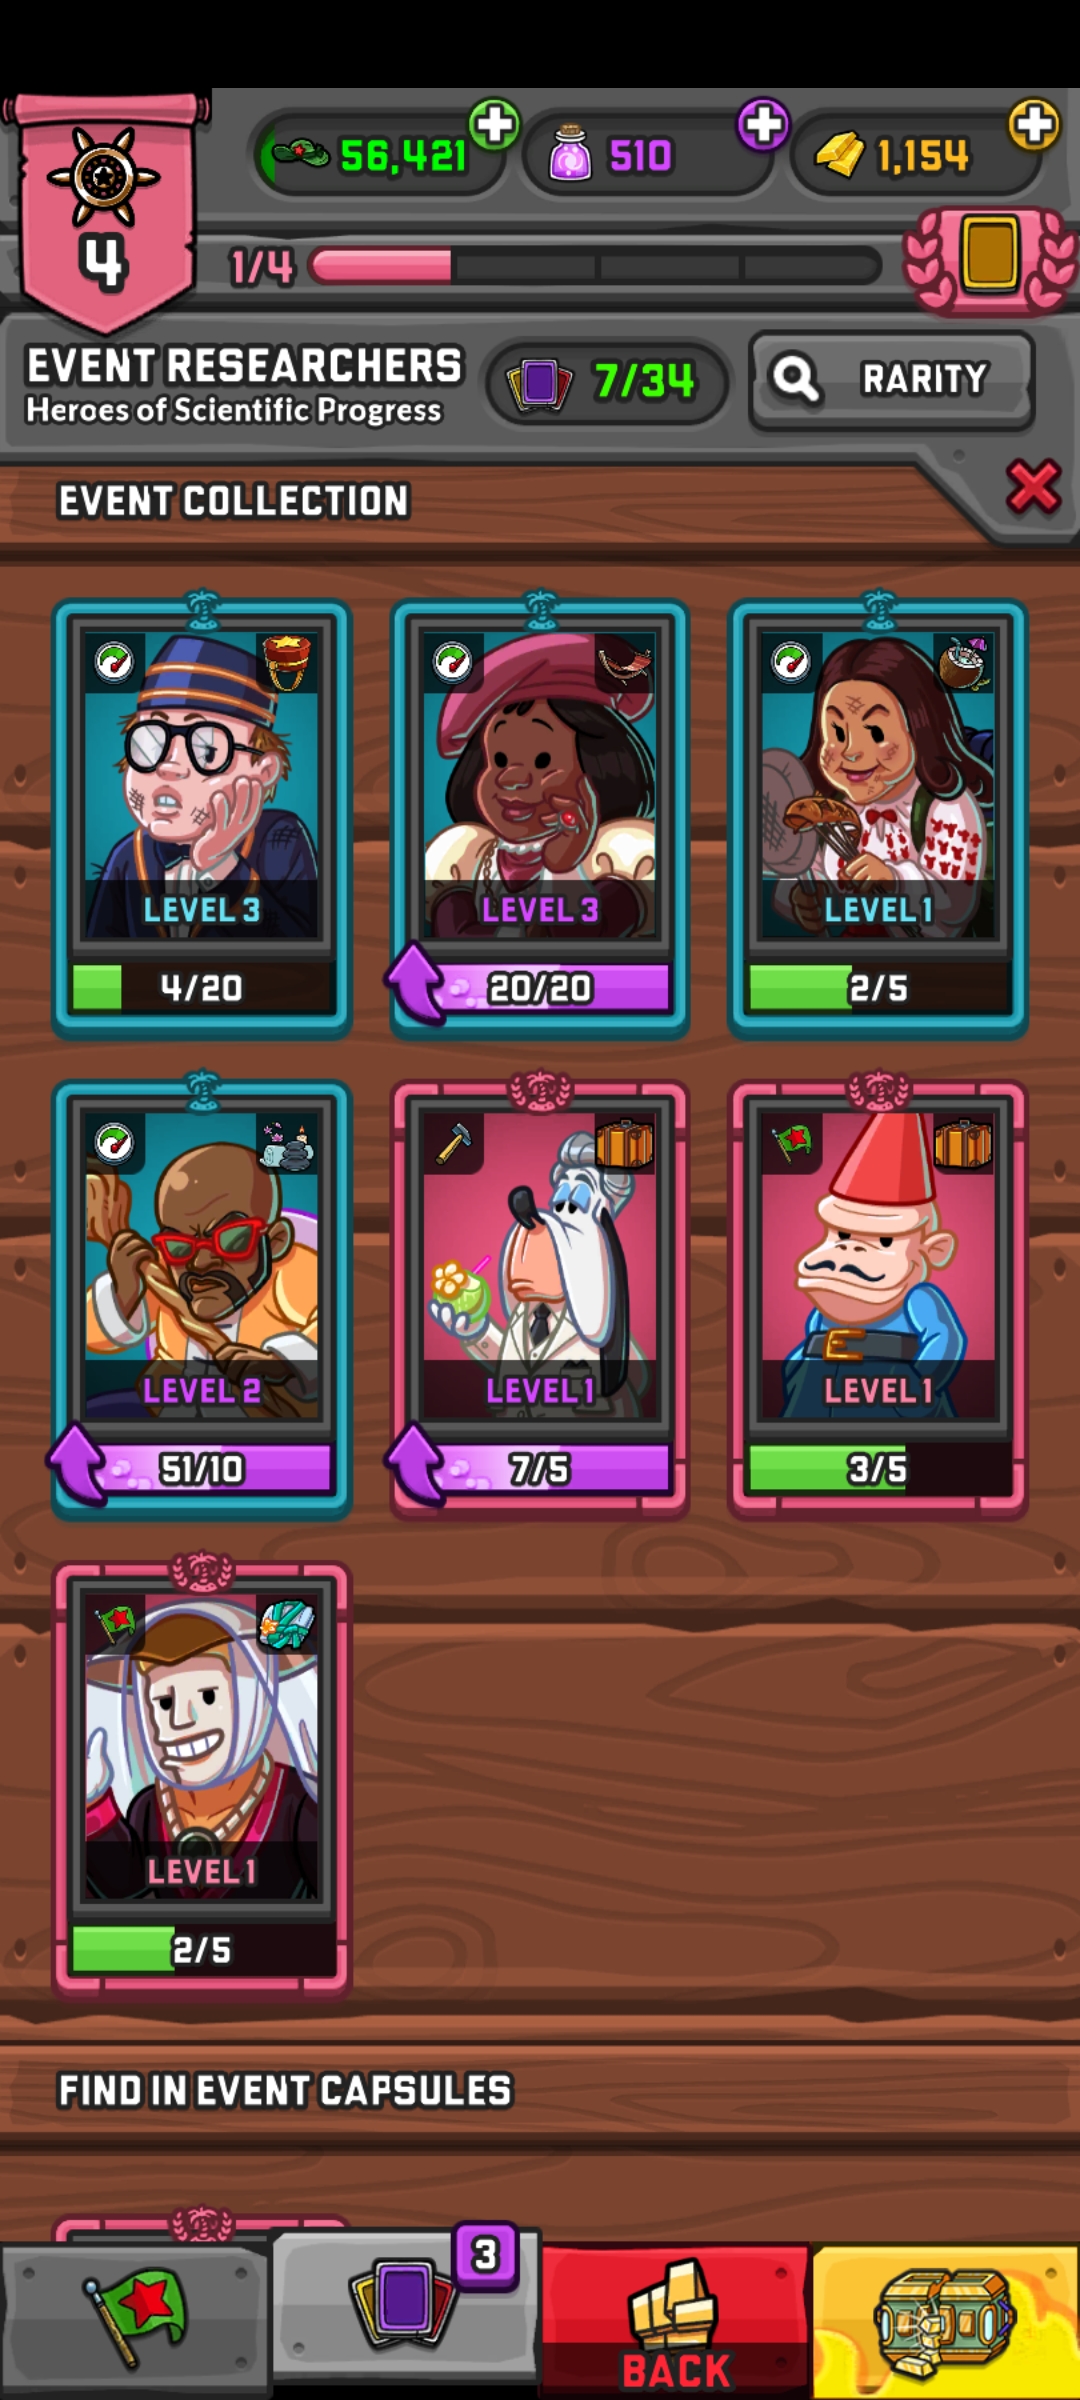 56,421
510
1,154
4
1/4
EVENT RESEARCHERS
Heroes of Scientific Progress
7/34
RARITY
EVENT COLLECTION
LEVEL 3
LEVEL 3
LEVEL 1
4/20
20/20
2/5
LEVEL 2
LEVEL 1
LEVEL 1
51/10
7/5
3/5
LEVEL 1
2/5
FIND IN EVENT CAPSULES
3
BACK